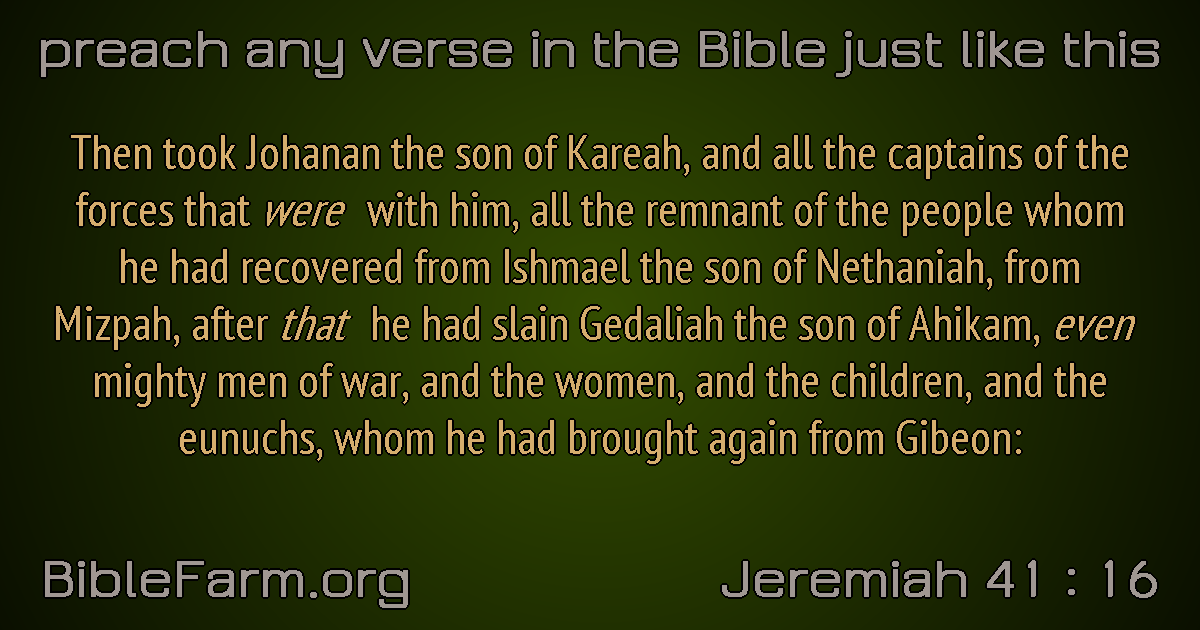 preach any verse in the Bible just like this
Then took Johanan the son of Kareah, and all the captains of the
forces that were with him, all the remnant of the people whom
he had recovered from Ishmael the son of Nethaniah, from
Mizpah, after that he had slain Gedaliah the son of Ahikam, even
mighty men of war, and the women, and the children, and the
eunuchs, whom he had brought again from Gibeon:
BibleFarm.org
Jeremiah 41 : 16